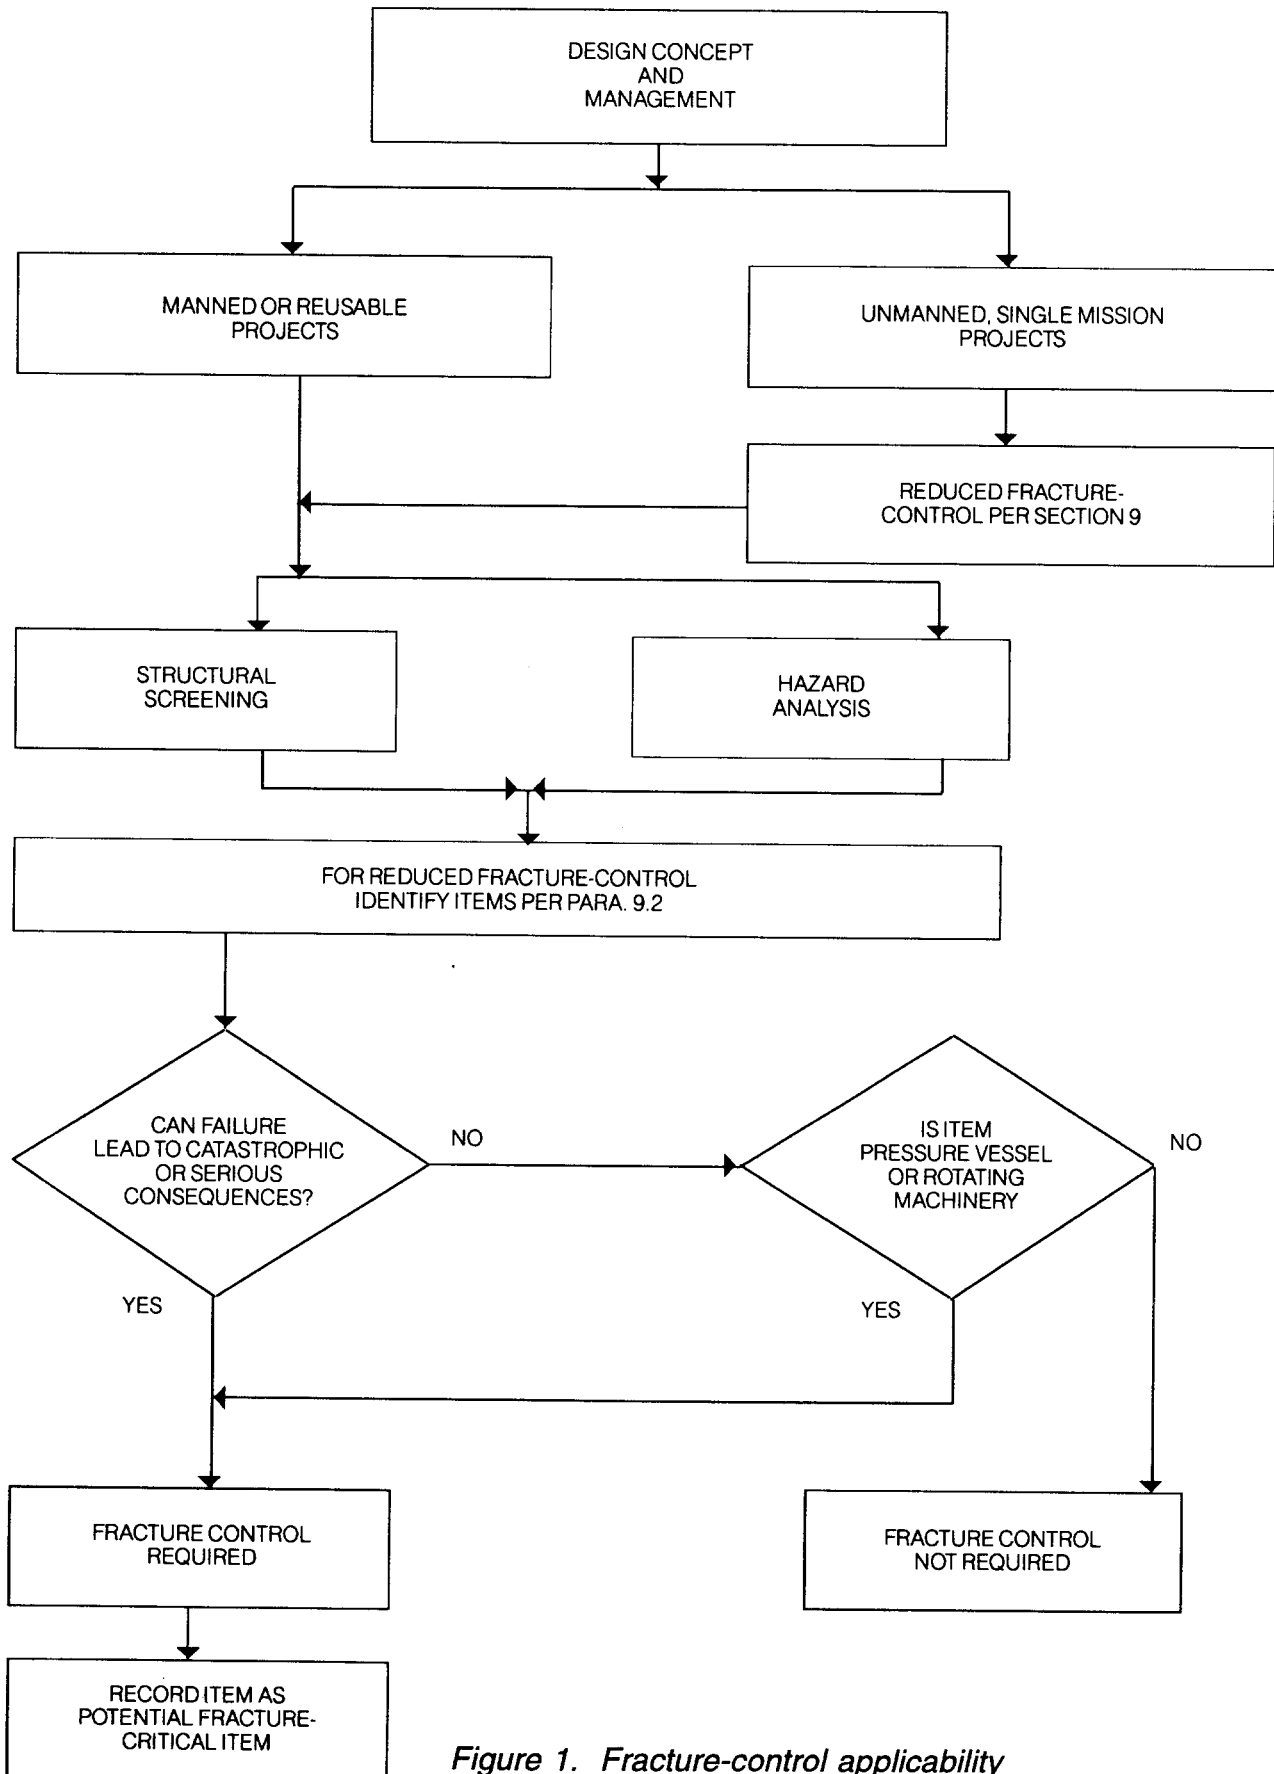 DESIGN CONCEPT
AND
MANAGEMENT
MANNED OR REUSABLE
PROJECTS
UNMANNED, SINGLE MISSION
PROJECTS
REDUCED FRACTURE-
CONTROL PER SECTION 9
STRUCTURAL
SCREENING
HAZARD
ANALYSIS
FOR REDUCED FRACTURE-CONTROL
IDENTIFY ITEMS PER PARA. 9.2
CAN FAILURE
LEAD TO CATASTROPHIC
OR SERIOUS
CONSEQUENCES?
NO
IS ITEM
PRESSURE VESSEL
OR ROTATING
MACHINERY
NO
YES
YES
FRACTURE CONTROL
REQUIRED
FRACTURE CONTROL
NOT REQUIRED
RECORD ITEM AS
POTENTIAL FRACTURE-
CRITICAL ITEM
Figure 1. Fracture-control applicability